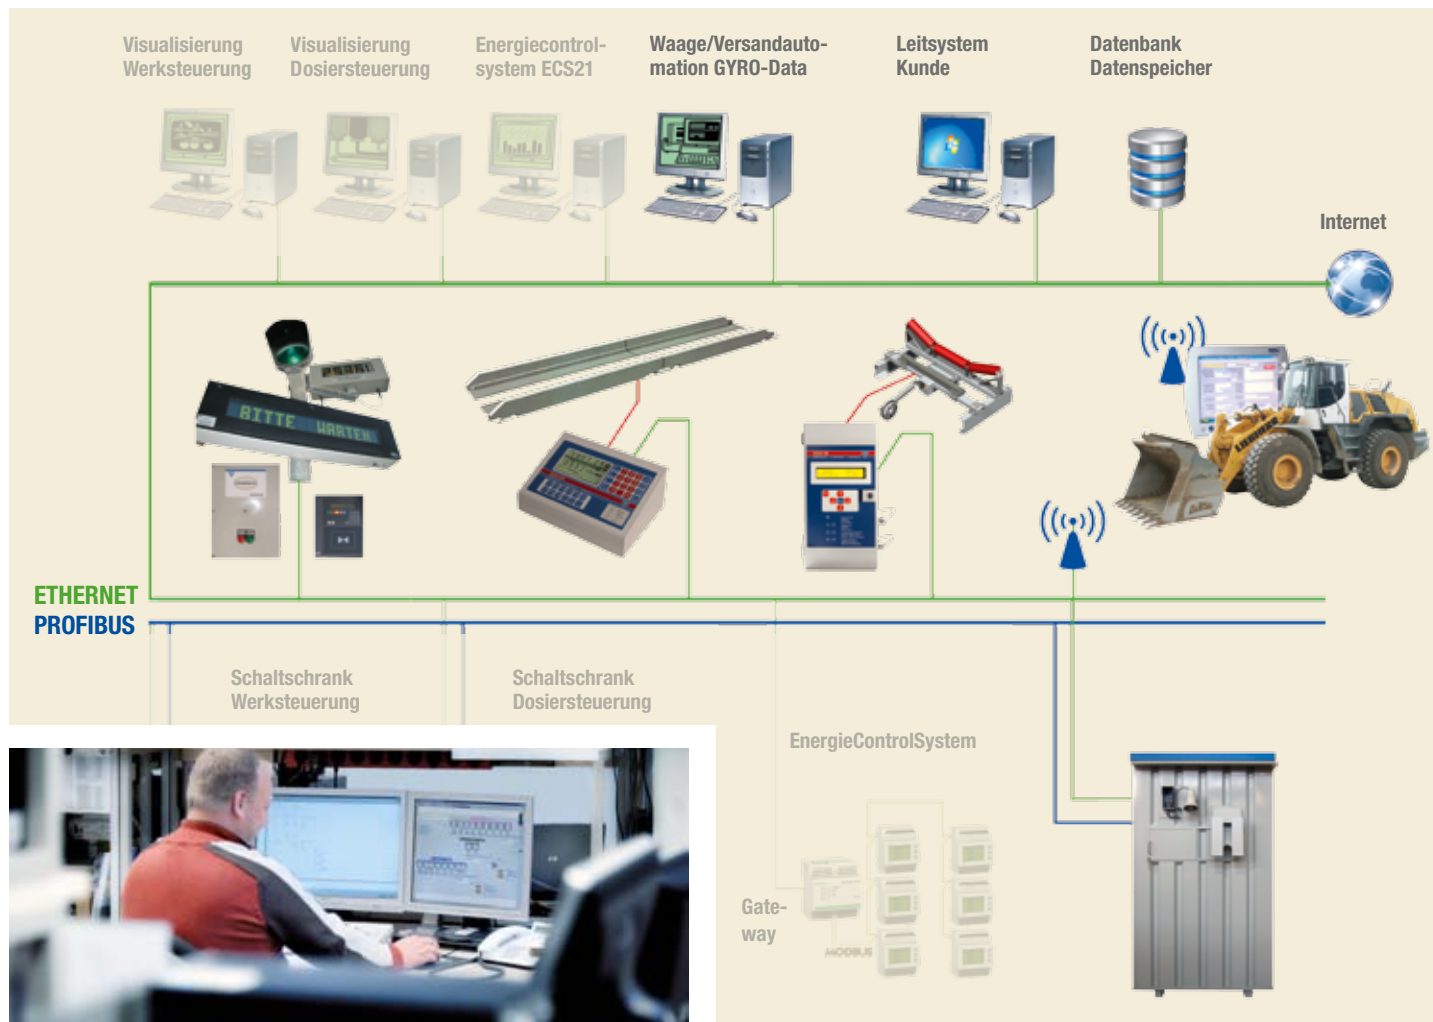 Visualisierung
Werksteuerung
Visualisierung
Dosiersteuerung
Energiecontrol-
system ECS21
Waage/Versandauto-
mation GYRO-Data
Leitsystem
Kunde
Datenbank
Datenspeicher
Internet
BITTE WARTEN
LIEBHERR
ETHERNET
PROFIBUS
Schaltschrank
Werksteuerung
Schaltschrank
Dosiersteuerung
EnergieControlSystem
Gate-
way
MODBUS